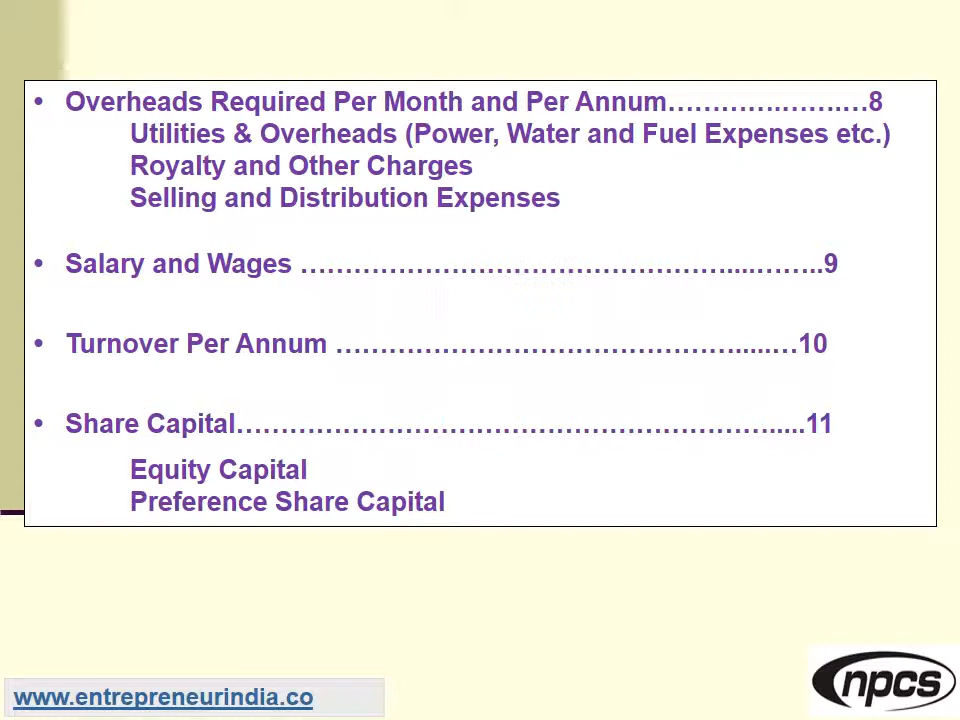 • Overheads Required Per Month and Per Annum………….…….…8
Utilities & Overheads (Power, Water and Fuel Expenses etc.)
Royalty and Other Charges
Selling and Distribution Expenses
• Salary and Wages …………………………………………....……..9
• Turnover Per Annum ……………………………………….....…10
• Share Capital…………………………………………………….....11
Equity Capital
Preference Share Capital
www.entrepreneurindia.co
npcs